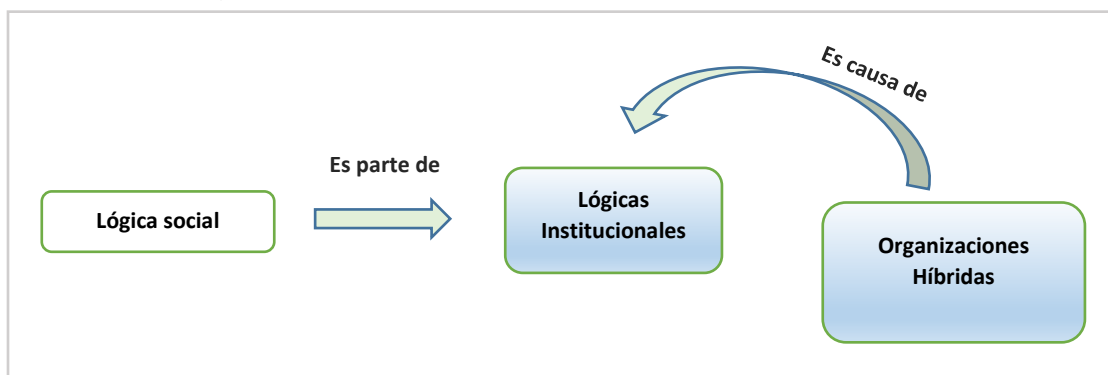 Es causa de
Es parte de
Lógica social
Lógicas
Institucionales
Organizaciones
Híbridas